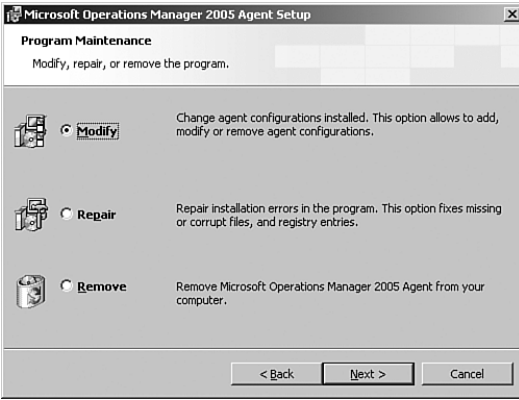 Microsoft Operations Manager 2005 Agent Setup
Program Maintenance
Modify, repair, or remove the program.
Modify
Change agent configurations installed. This option allows to add,
modify or remove agent configurations.
Repair
Repair installation errors in the program. This option fixes missing
or corrupt files, and registry entries.
Remove
Remove Microsoft Operations Manager 2005 Agent from your
computer.
< Back
Next >
Cancel